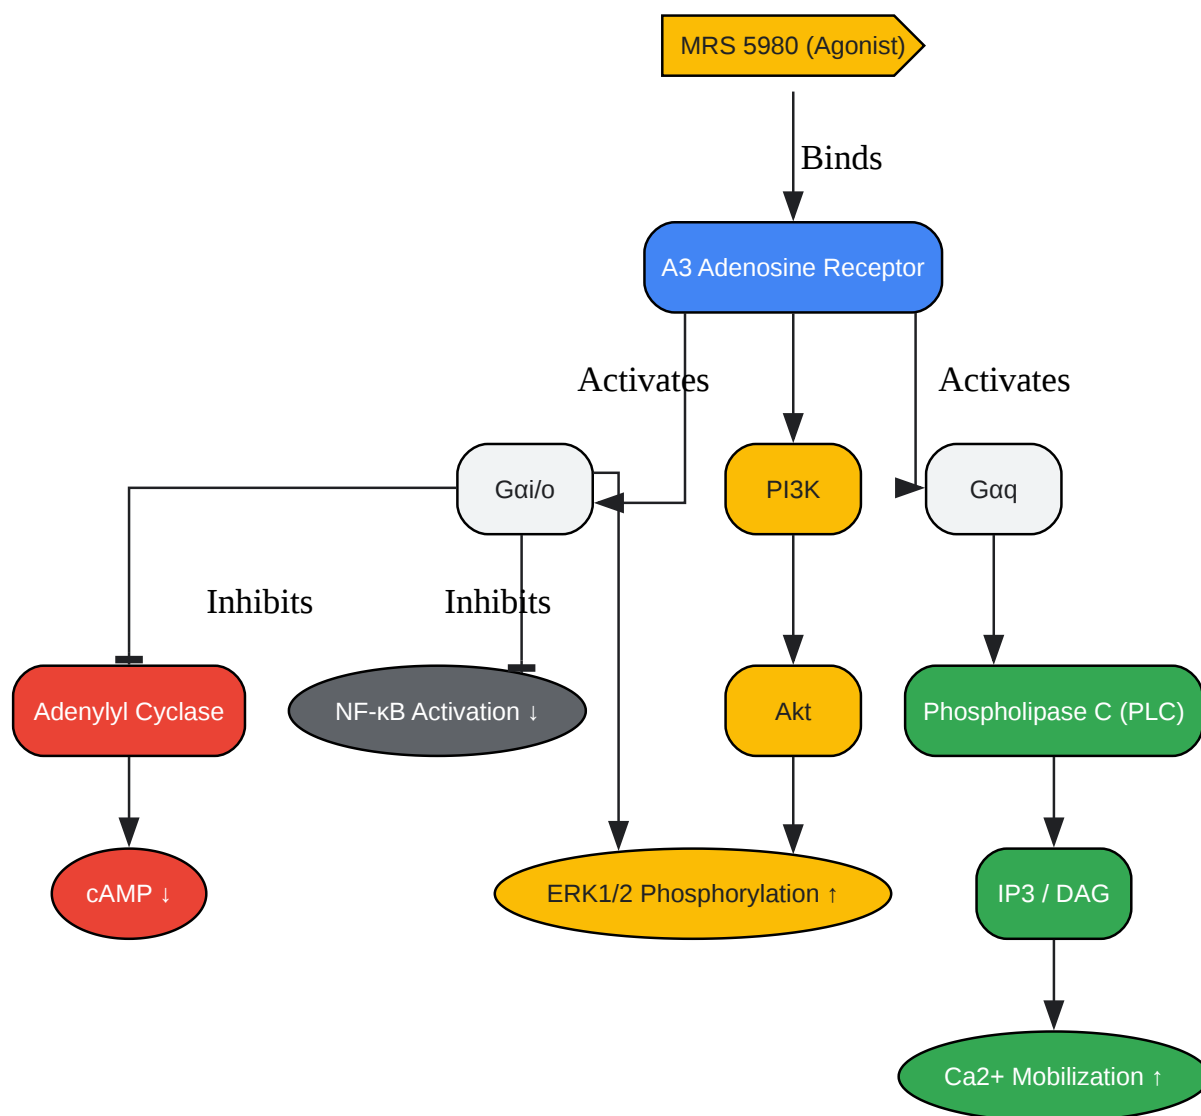 MRS 5980 (Agonist)
Binds
A3 Adenosine Receptor
Activates
Activates
Gαi/o
PI3K
Gαq
Inhibits
Inhibits
Adenylyl Cyclase
NF-κB Activation ↓
Akt
Phospholipase C (PLC)
cAMP ↓
ERK1/2 Phosphorylation ↑
IP3 / DAG
Ca2+ Mobilization ↑